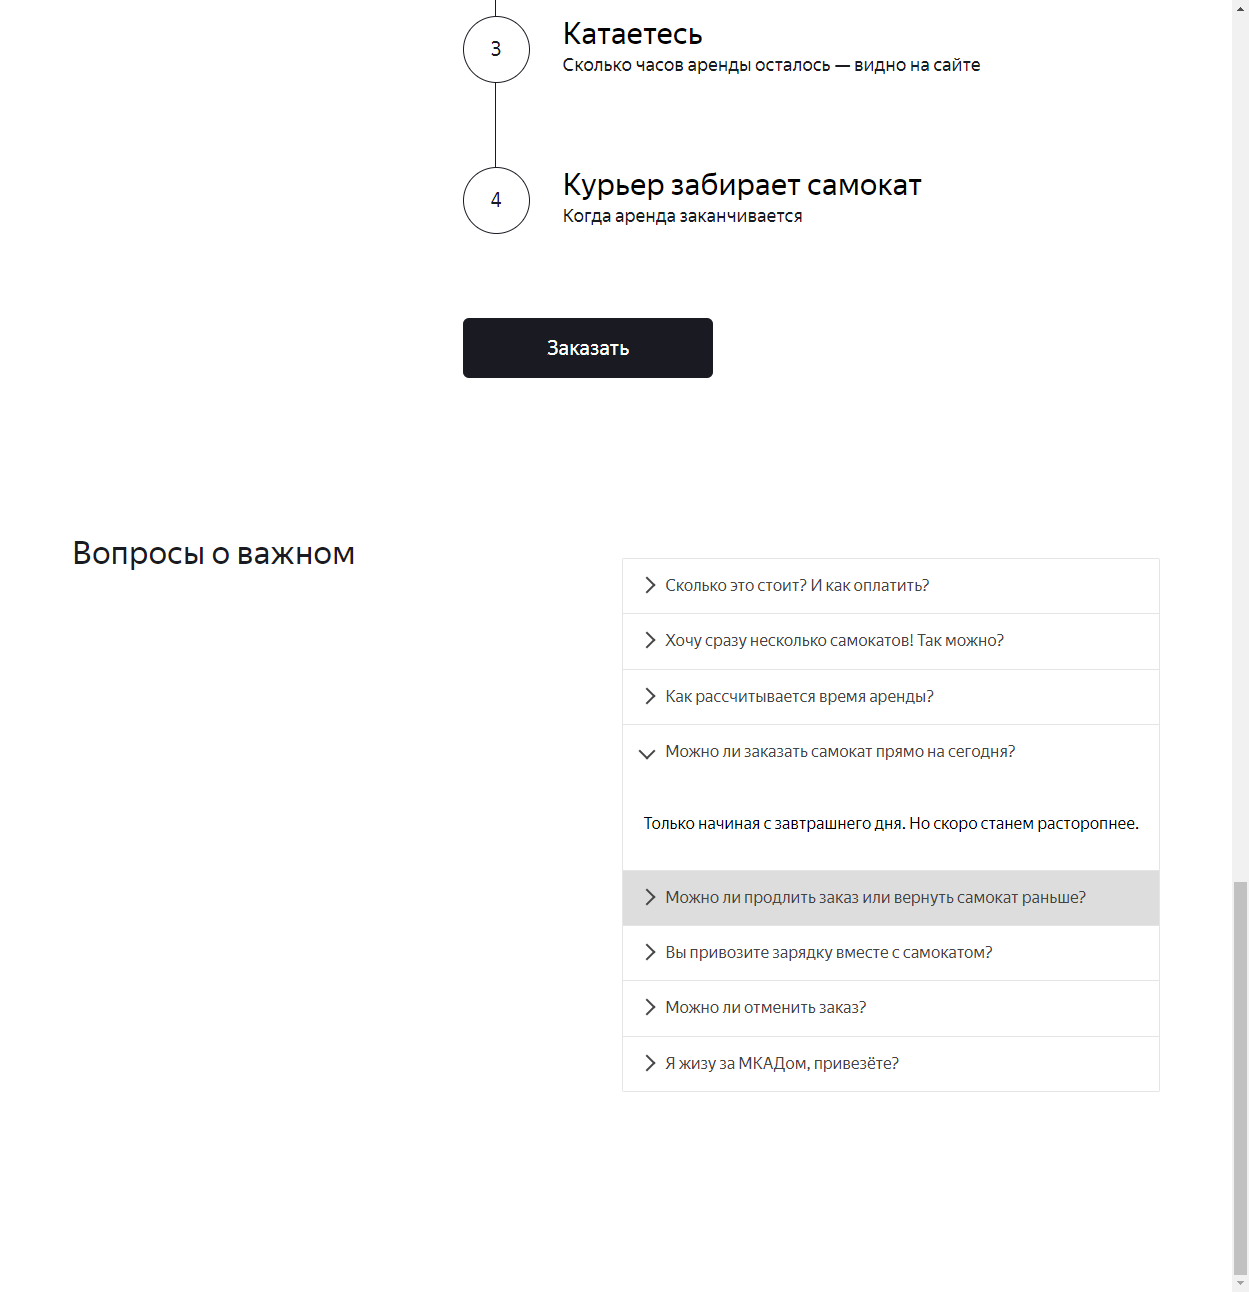 3
Катаетесь
Сколько часов аренды осталось — видно на сайте
4
Курьер забирает самокат
Когда аренда заканчивается
Заказать
Вопросы о важном
Сколько это стоит? И как оплатить?
Хочу сразу несколько самокатов! Так можно?
Как рассчитывается время аренды?
Можно ли заказать самокат прямо на сегодня?
Только начиная с завтрашнего дня. Но скоро станем расторопнее.
Можно ли продлить заказ или вернуть самокат раньше?
Вы привозите зарядку вместе с самокатом?
Можно ли отменить заказ?
Я жизу за МКАДом, привезёте?